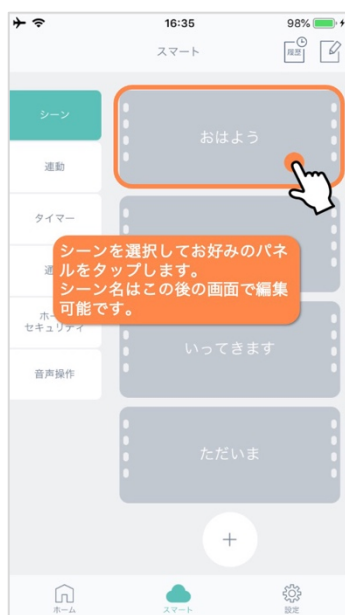 16:35
98%
スマート
履歴
シーン
おはよう
連動
タイマー
シーンを選択してお好みのパネ
ルをタップします。
シーン名はこの後の画面で編集
可能です。
セキュリティ
いってきます
音声操作
ただいま
+
ホーム
スマート
設定